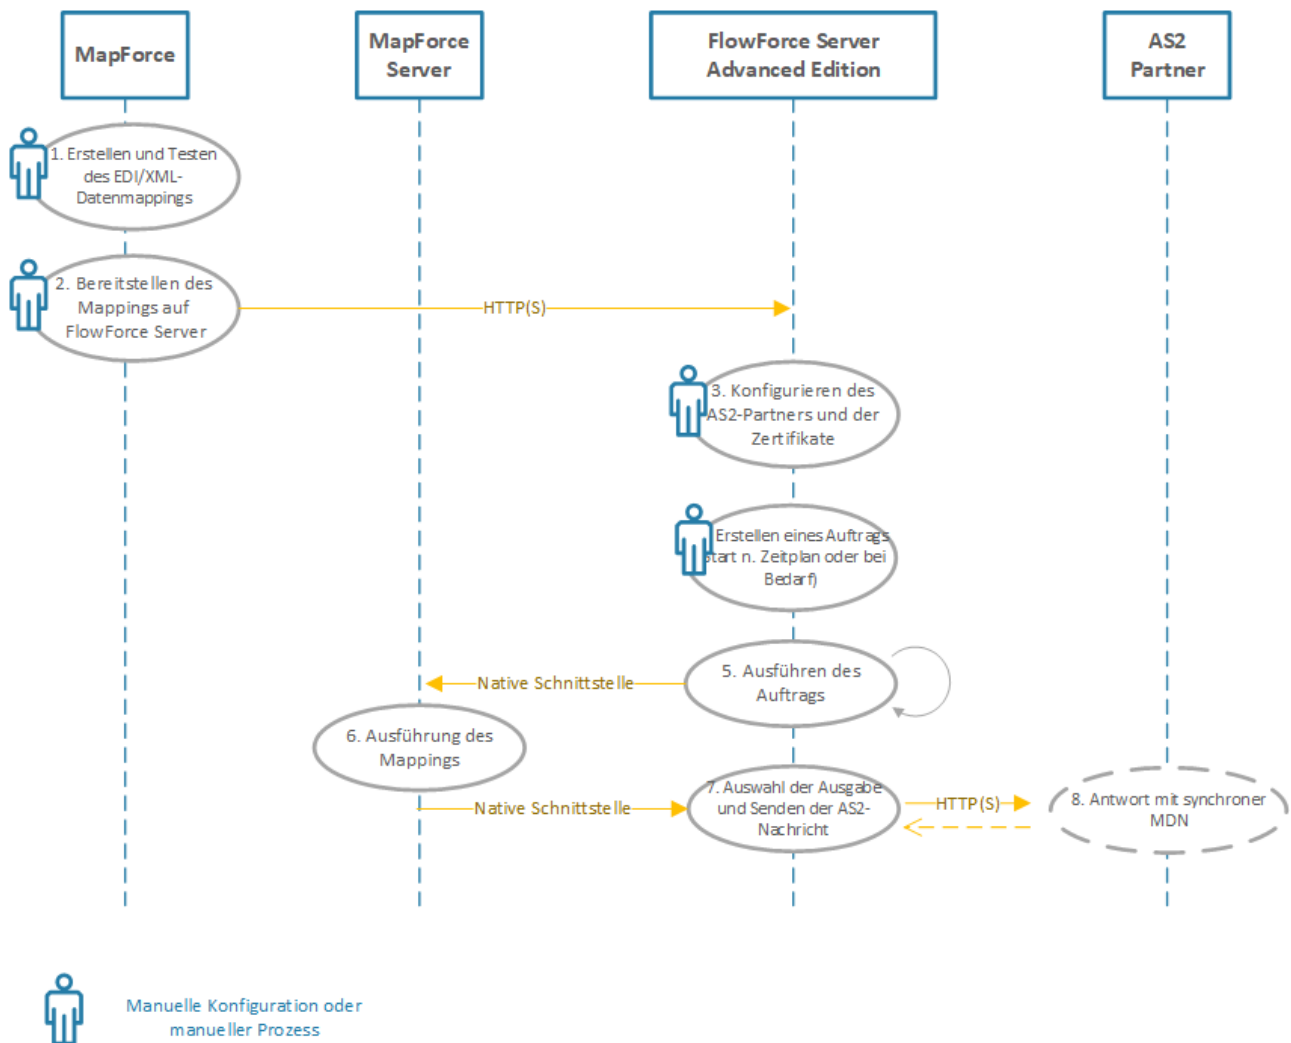 MapForce
MapForce
Server
FlowForce Server
Advanced Edition
AS2
Partner
1. Erstellen und Testen
des EDI/XML-
Datenmappings
2. Bereitstellen des
Mappings auf
FlowForce Server
HTTP(S)
3. Konfigurieren des
AS2-Partners und der
Zertifikate
Erstellen eines Auftrags
n. Zeitplan oder bei
Bedarf)
5. Ausführen des
Auftrags
Native Schnittstelle
6. Ausführung des
Mappings
Native Schnittstelle
7. Auswahl der Ausgabe
und Senden der AS2-
Nachricht
HTTP(S)
8. Antwort mit synchroner
MDN
Manuelle Konfiguration oder
manueller Prozess